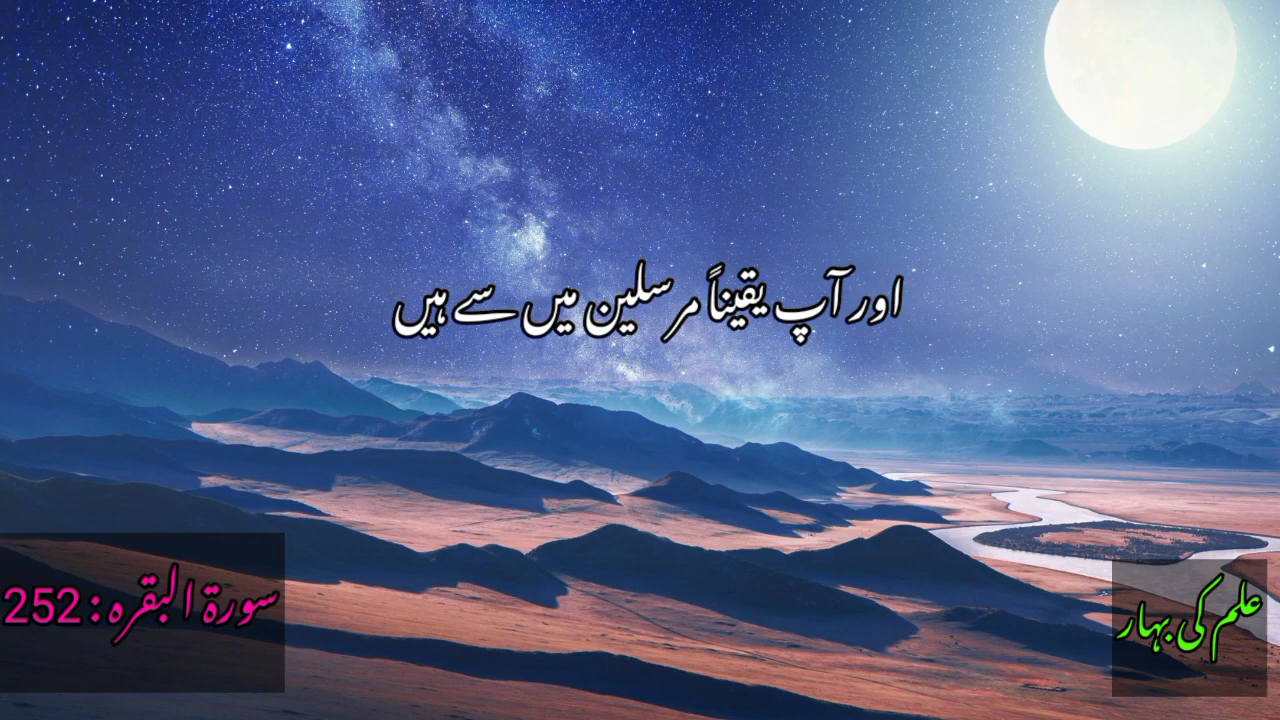 اور آپ یقیناً مرسلین میں سے ہیں
سورۃ البقرہ: 252
علم کی بہار